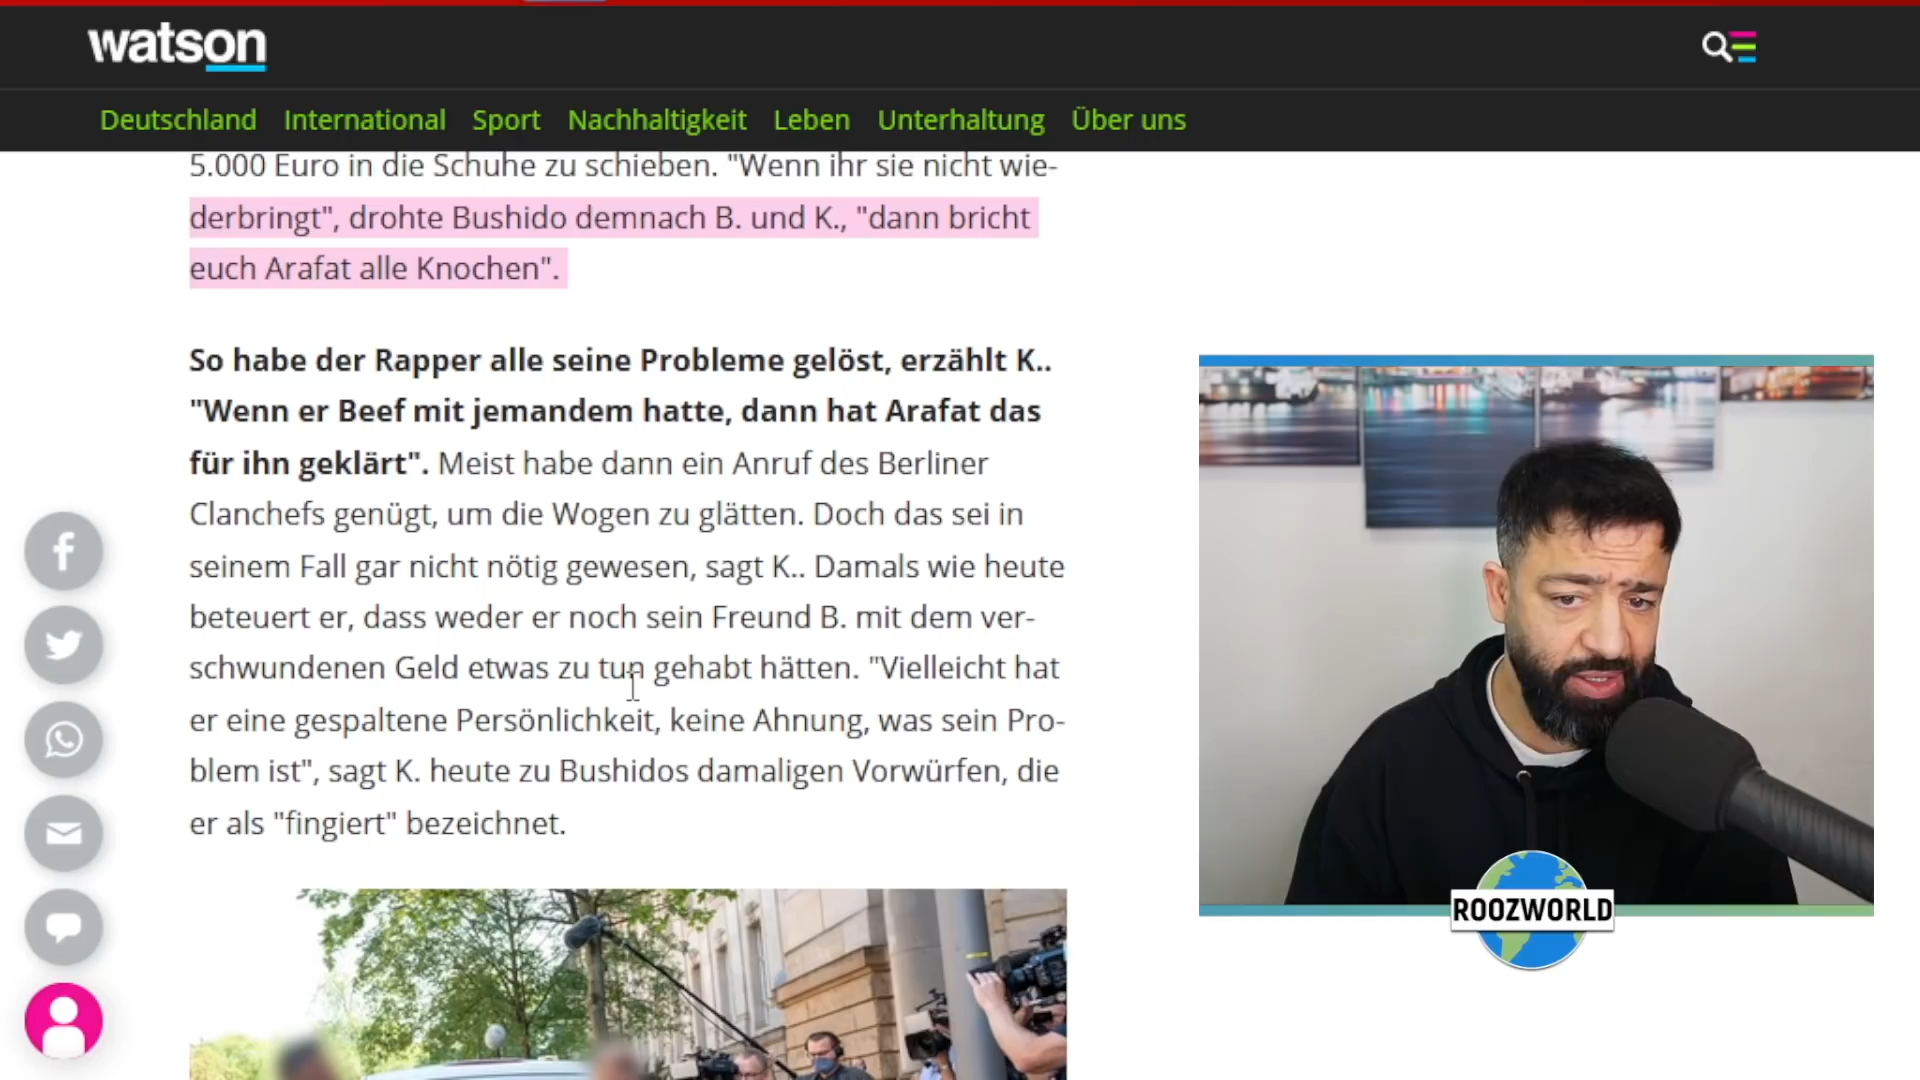 watson
Deutschland International Sport Nachhaltigkeit Leben Unterhaltung Über uns
5.000 Euro in die Schuhe zu schieben. "Wenn ihr sie nicht wie-
derbringt", drohte Bushido demnach B. und K., "dann bricht
euch Arafat alle Knochen".
So habe der Rapper alle seine Probleme gelöst, erzählt K..
"Wenn er Beef mit jemandem hatte, dann hat Arafat das
für ihn geklärt". Meist habe dann ein Anruf des Berliner
Clanchefs genügt, um die Wogen zu glätten. Doch das sei in
seinem Fall gar nicht nötig gewesen, sagt K.. Damals wie heute
beteuert er, dass weder er noch sein Freund B. mit dem ver-
schwundenen Geld etwas zu tun gehabt hätten. "Vielleicht hat
er eine gespaltene Persönlichkeit, keine Ahnung, was sein Pro-
blem ist", sagt K. heute zu Bushidos damaligen Vorwürfen, die
er als "fingiert" bezeichnet.
ROOZWORLD